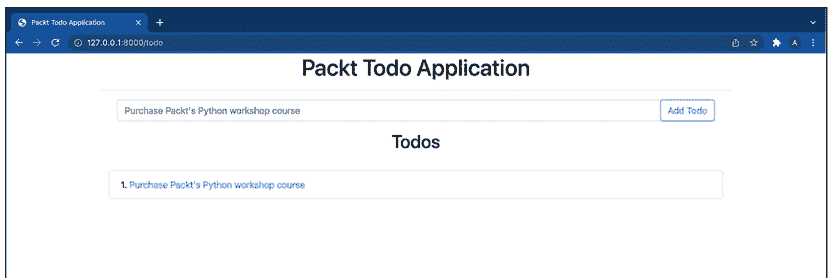 Packt Todo Application
127.0.0.1:8000/todo
A
Packt Todo Application
Purchase Packt's Python workshop course
Add Todo
Todos
1. Purchase Packt's Python workshop course